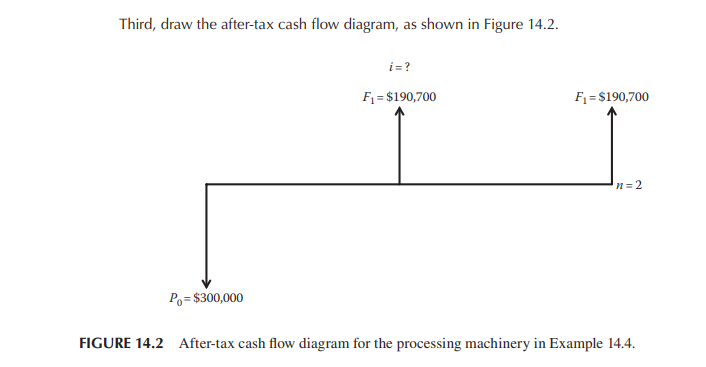 Third, draw the after-tax cash flow diagram, as shown in Figure 14.2.
i = ?
F₁ = $190,700 F₁ = $190,700
n = 2
P₀ = $300,000
FIGURE 14.2 After-tax cash flow diagram for the processing machinery in Example 14.4.